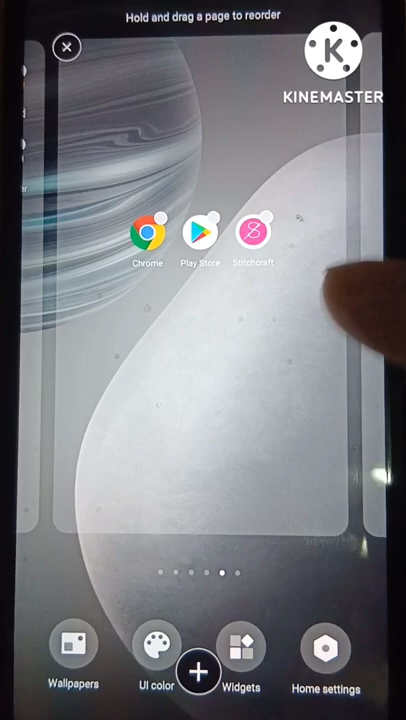 Hold and drag a page to reorder
KINEMASTER
Chrome
Play Store
Stitchcraft
Wallpapers
UI color
Widgets
Home settings